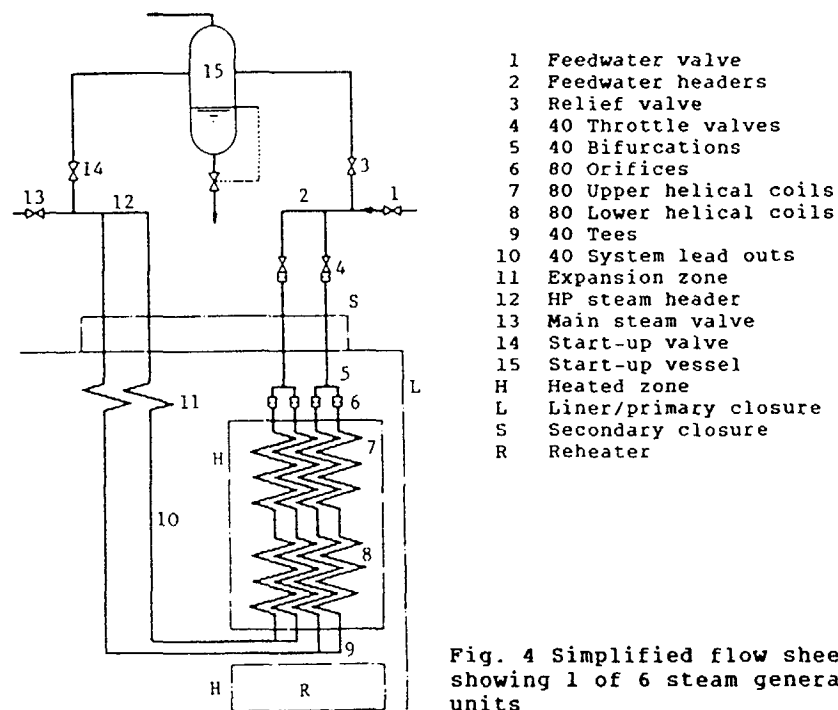 15
14
3
13
12
2
1
4
S
5
L
11
6
H
7
10
8
9
H
R
1 Feedwater valve
2 Feedwater headers
3 Relief valve
4 40 Throttle valves
5 40 Bifurcations
6 80 Orifices
7 80 Upper helical coils
8 80 Lower helical coils
9 40 Tees
10 40 System lead outs
11 Expansion zone
12 HP steam header
13 Main steam valve
14 Start-up valve
15 Start-up vessel
H Heated zone
L Liner/primary closure
S Secondary closure
R Reheater
Fig. 4 Simplified flow shee
showing 1 of 6 steam genera
units